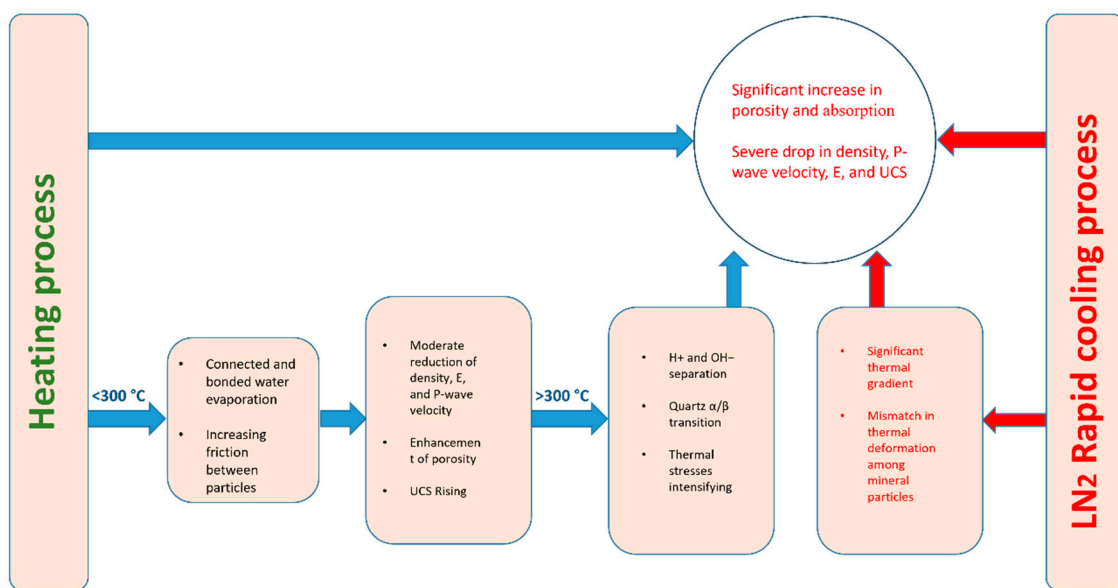 Heating process
Significant increase in
porosity and absorption
Severe drop in density, P-
wave velocity, E, and UCS
<300 °C
• Connected and
bonded water
evaporation
• Increasing
friction
between
particles
• Moderate
reduction of
density, E,
and P-wave
velocity
• Enhancemen
t of porosity
• UCS Rising
>300 °C
• H+ and OH−
separation
• Quartz α/β
transition
• Thermal
stresses
intensifying
• Significant
thermal
gradient
• Mismatch in
thermal
deformation
among
mineral
particles
LN2 Rapid cooling process